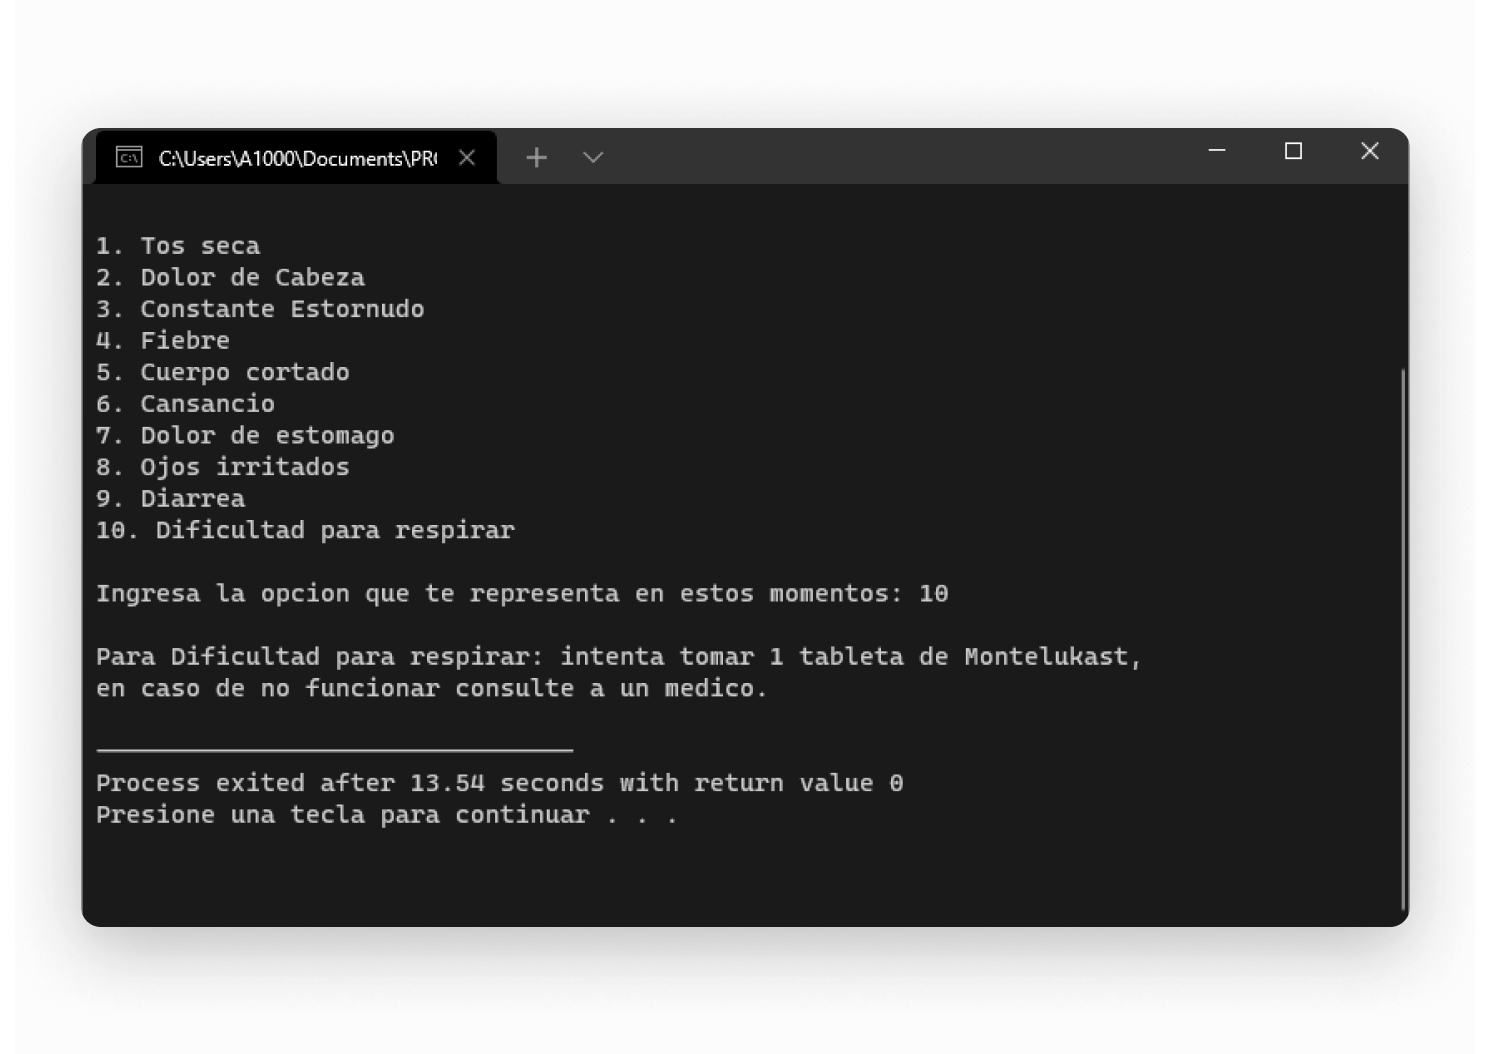 C:\Users\A1000\Documents\PR
1. Tos seca
2. Dolor de Cabeza
3. Constante Estornudo
4. Fiebre
5. Cuerpo cortado
6. Cansancio
7. Dolor de estomago
8. Ojos irritados
9. Diarrea
10. Dificultad para respirar
Ingresa la opcion que te representa en estos momentos: 10
Para Dificultad para respirar: intenta tomar 1 tableta de Montelukast,
en caso de no funcionar consulte a un medico.
Process exited after 13.54 seconds with return value 0
Presione una tecla para continuar . . .